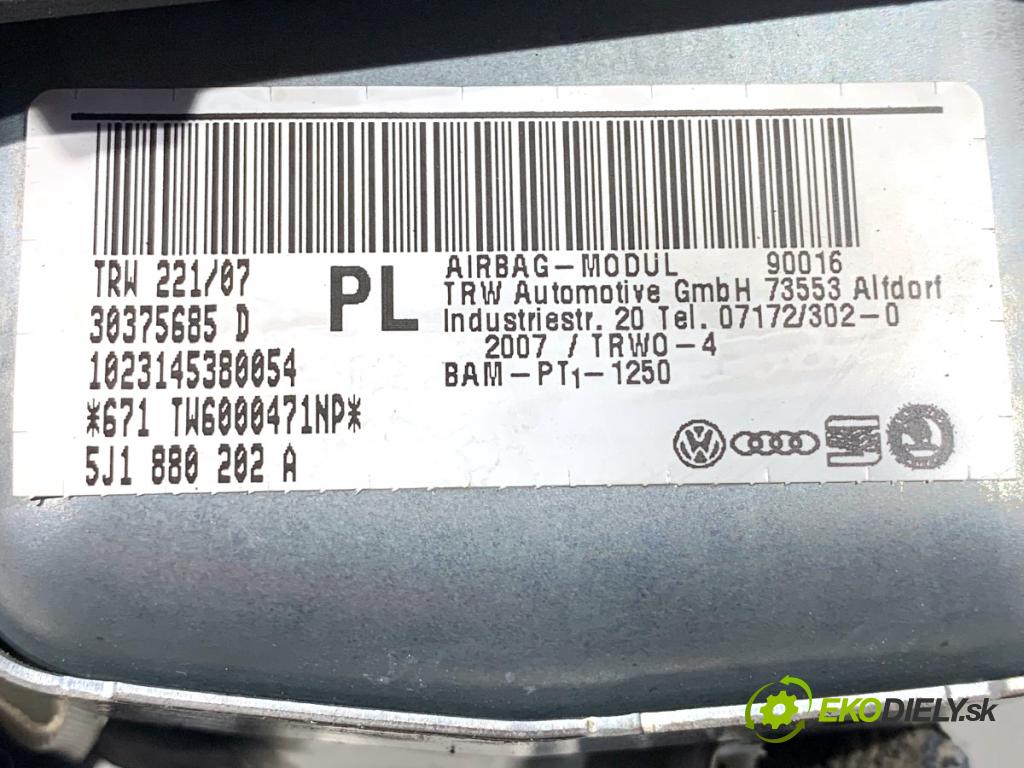 TRW 221/07
30375685 D
1023145380054
*671 TW6000471NP*
5J1 880 202 A
PL
AIRBAG-MODUL 90016
TRW Automotive GmbH 73553 Alfdorf
Industriestr. 20 Tel. 07172/302-0
2007 / TRWO-4
BAM-PT1-1250
EKODIELY.sk